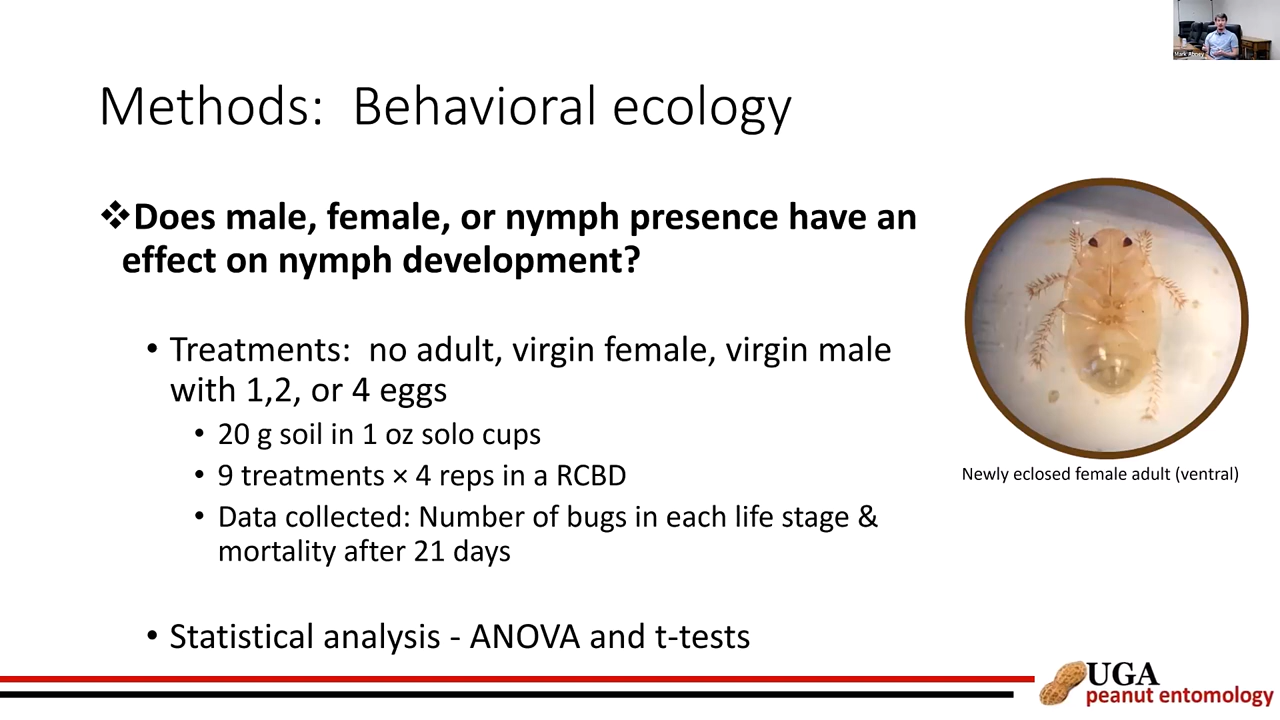 Mark Abney
Methods: Behavioral ecology
❖Does male, female, or nymph presence have an
effect on nymph development?
• Treatments: no adult, virgin female, virgin male
with 1,2, or 4 eggs
• 20 g soil in 1 oz solo cups
• 9 treatments × 4 reps in a RCBD
• Data collected: Number of bugs in each life stage &
mortality after 21 days
• Statistical analysis - ANOVA and t-tests
Newly eclosed female adult (ventral)
UGA
peanut entomology